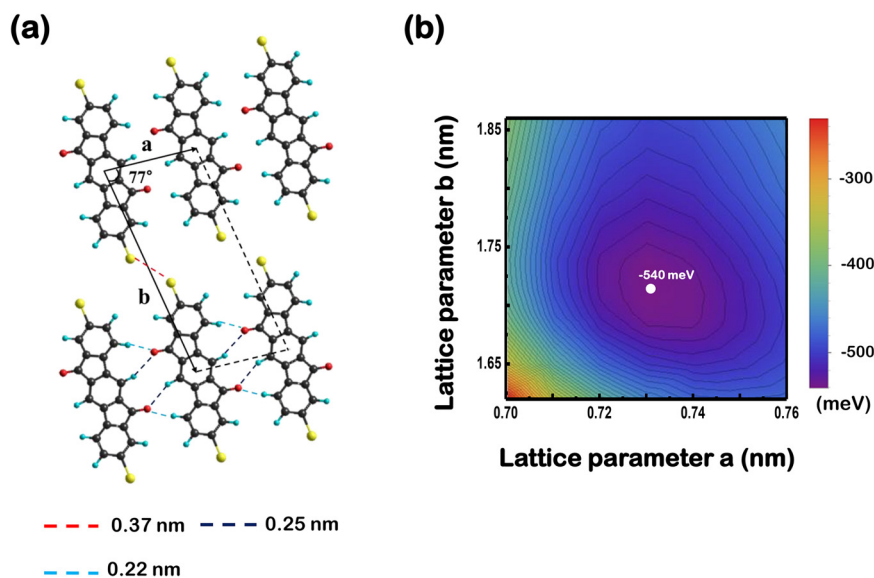 (a)
a
77°
b
0.37 nm
0.25 nm
0.22 nm
(b)
Lattice parameter b (nm)
1.85
1.75
1.65
-540 meV
0.70
0.72
0.74
0.76
Lattice parameter a (nm)
-300
-400
-500
(meV)